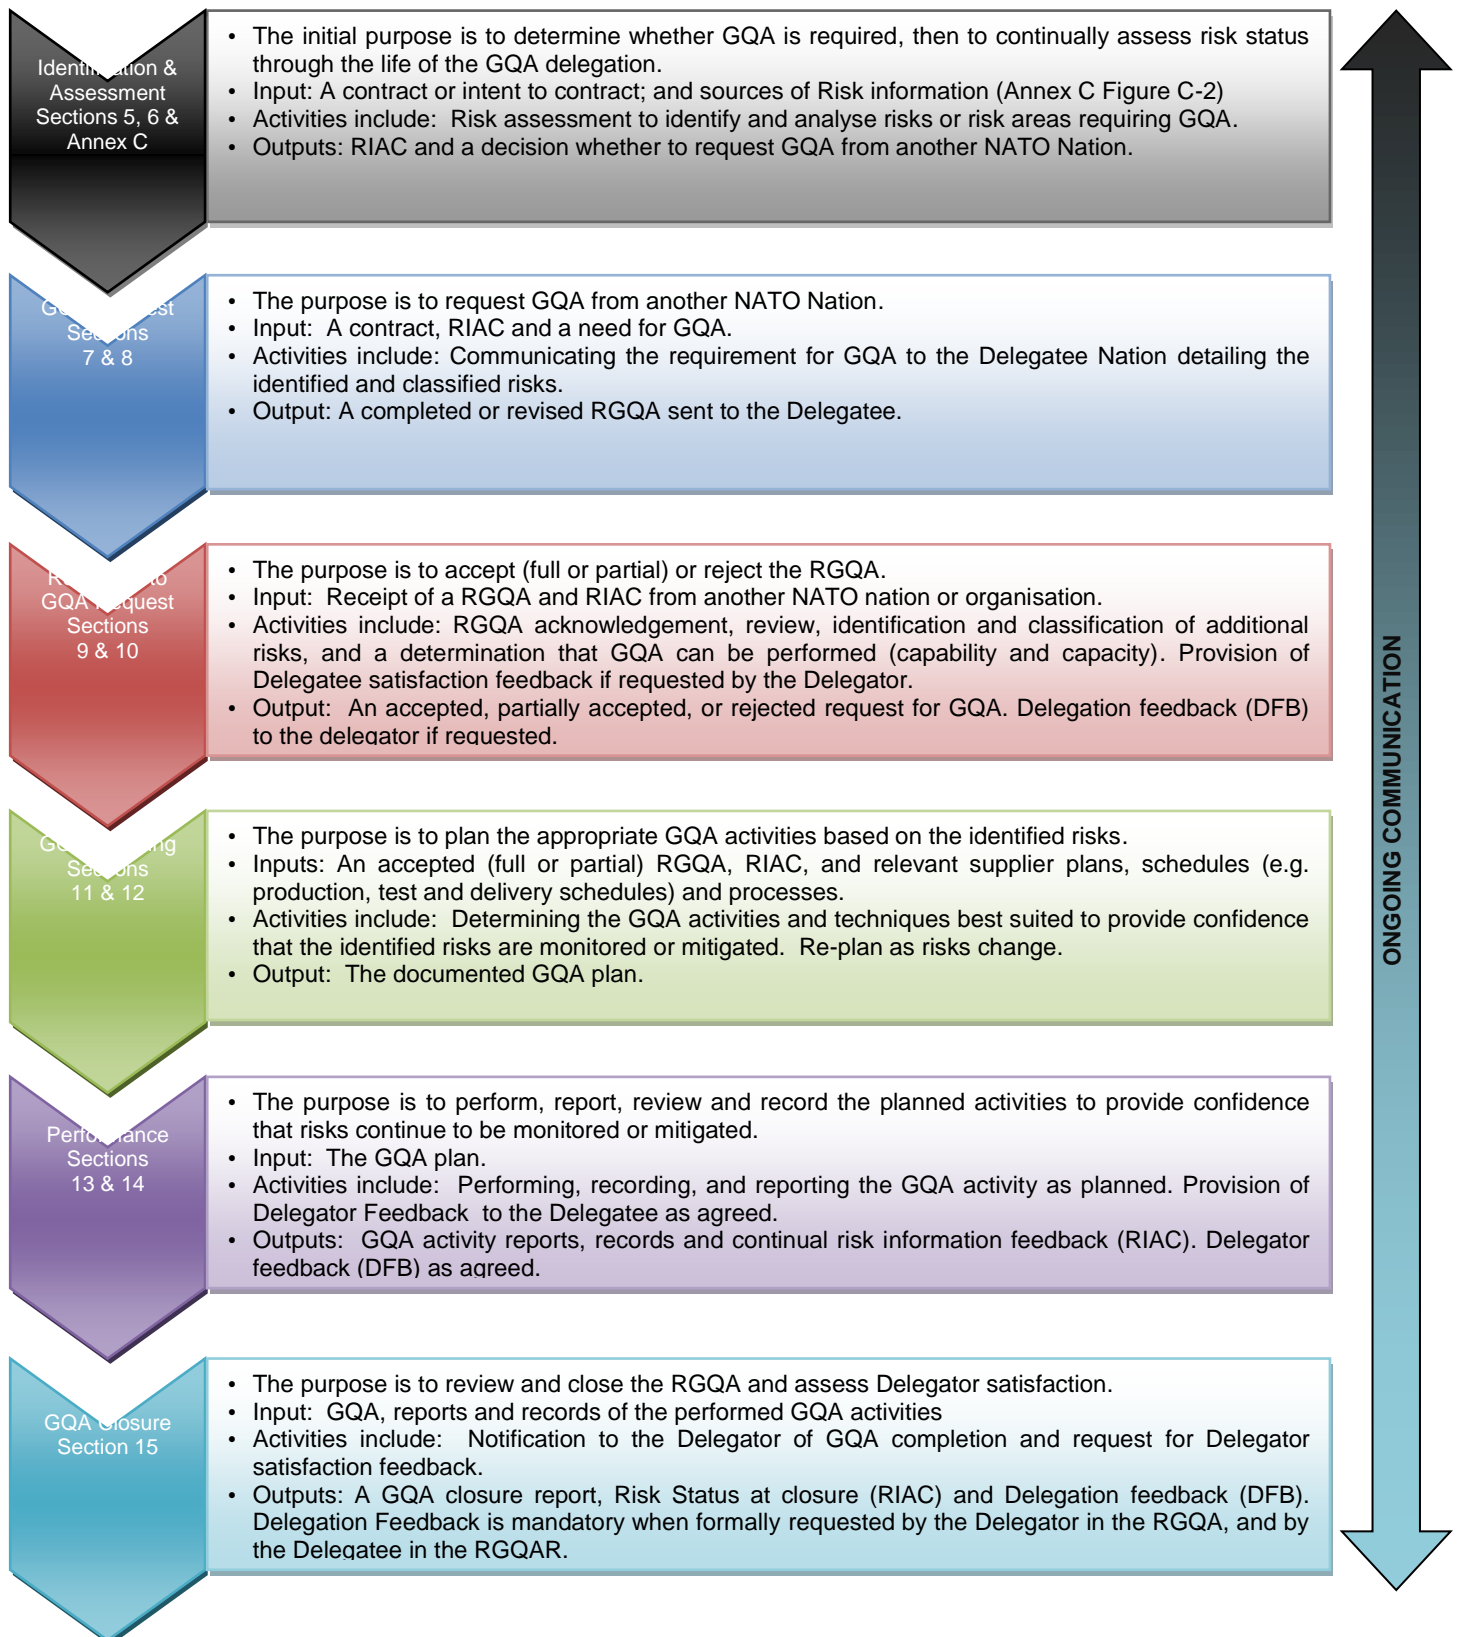 Assessment
Sections 5, 6 &
Annex C
• The initial purpose is to determine whether GQA is required, then to continually assess risk status
through the life of the GQA delegation.
• Input: A contract or intent to contract; and sources of Risk information (Annex C Figure C-2)
• Activities include: Risk assessment to identify and analyse risks or risk areas requiring GQA.
• Outputs: RIAC and a decision whether to request GQA from another NATO Nation.
Sections
7 & 8
• The purpose is to request GQA from another NATO Nation.
• Input: A contract, RIAC and a need for GQA.
• Activities include: Communicating the requirement for GQA to the Delegatee Nation detailing the
identified and classified risks.
• Output: A completed or revised RGQA sent to the Delegatee.
GQA Request
Sections
9 & 10
• The purpose is to accept (full or partial) or reject the RGQA.
• Input: Receipt of a RGQA and RIAC from another NATO nation or organisation.
• Activities include: RGQA acknowledgement, review, identification and classification of additional
risks, and a determination that GQA can be performed (capability and capacity). Provision of
Delegatee satisfaction feedback if requested by the Delegator.
• Output: An accepted, partially accepted, or rejected request for GQA. Delegation feedback (DFB)
to the delegator if requested.
Sections
11 & 12
• The purpose is to plan the appropriate GQA activities based on the identified risks.
• Inputs: An accepted (full or partial) RGQA, RIAC, and relevant supplier plans, schedules (e.g.
production, test and delivery schedules) and processes.
• Activities include: Determining the GQA activities and techniques best suited to provide confidence
that the identified risks are monitored or mitigated. Re-plan as risks change.
• Output: The documented GQA plan.
Performance
Sections
13 & 14
• The purpose is to perform, report, review and record the planned activities to provide confidence
that risks continue to be monitored or mitigated.
• Input: The GQA plan.
• Activities include: Performing, recording, and reporting the GQA activity as planned. Provision of
Delegator Feedback to the Delegatee as agreed.
• Outputs: GQA activity reports, records and continual risk information feedback (RIAC). Delegator
feedback (DFB) as agreed.
GQA Closure
Section 15
• The purpose is to review and close the RGQA and assess Delegator satisfaction.
• Input: GQA, reports and records of the performed GQA activities
• Activities include: Notification to the Delegator of GQA completion and request for Delegator
satisfaction feedback.
• Outputs: A GQA closure report, Risk Status at closure (RIAC) and Delegation feedback (DFB).
Delegation Feedback is mandatory when formally requested by the Delegator in the RGQA, and by
the Delegatee in the RGQAR.
ONGOING COMMUNICATION